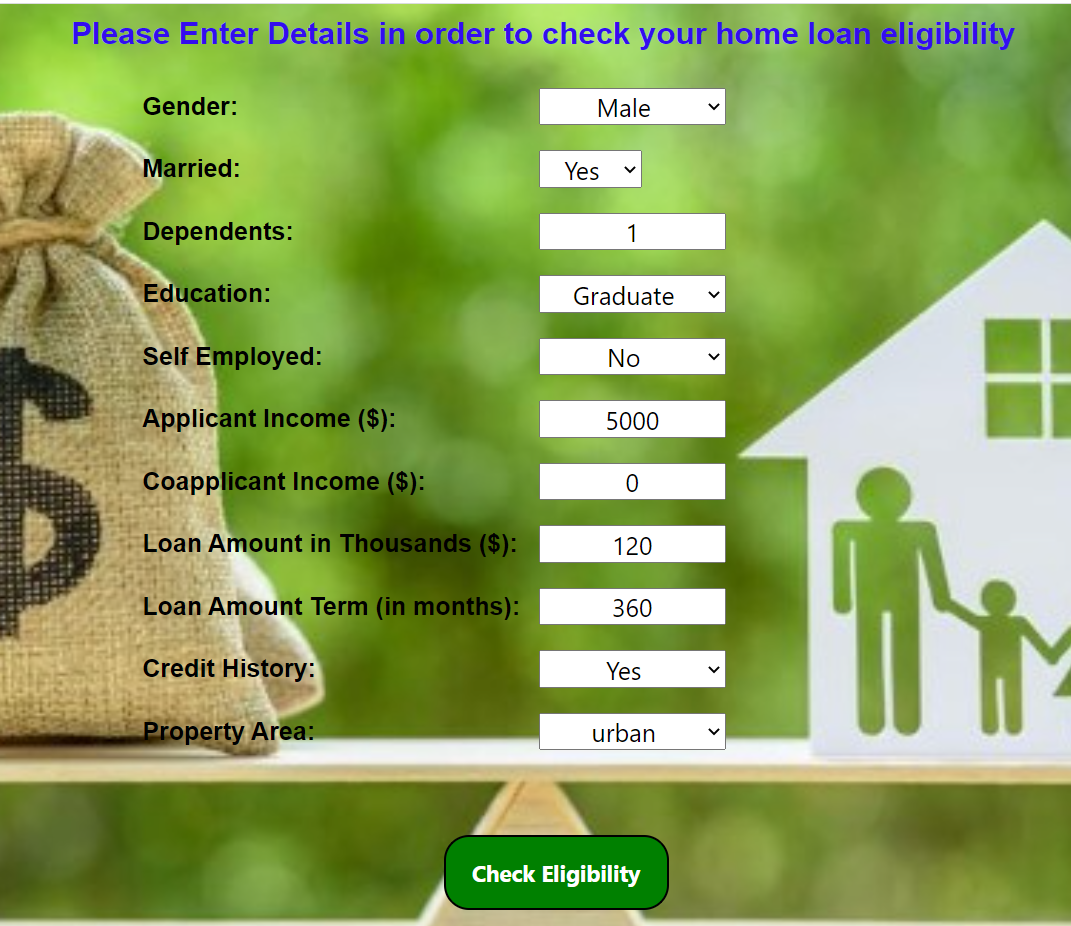 Please Enter Details in order to check your home loan eligibility
Gender: Male
Married: Yes
Dependents: 1
Education: Graduate
Self Employed: No
Applicant Income ($): 5000
Coapplicant Income ($): 0
Loan Amount in Thousands ($): 120
Loan Amount Term (in months): 360
Credit History: Yes
Property Area: urban
$
Check Eligibility